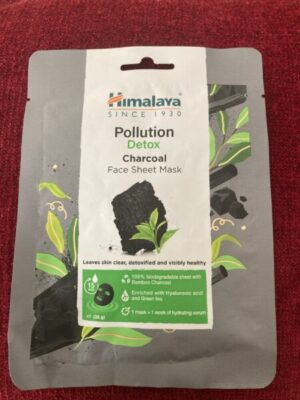 Himalaya
SINCE 1930
Pollution
Detox
Charcoal
Face Sheet Mask
Leaves skin clear, detoxified and visibly healthy
15
100% biodegradable sheet with
Bamboo Charcoal
Enriched with Hyaluronic acid
and Green tea
1 mask = 1 week of hydrating serum